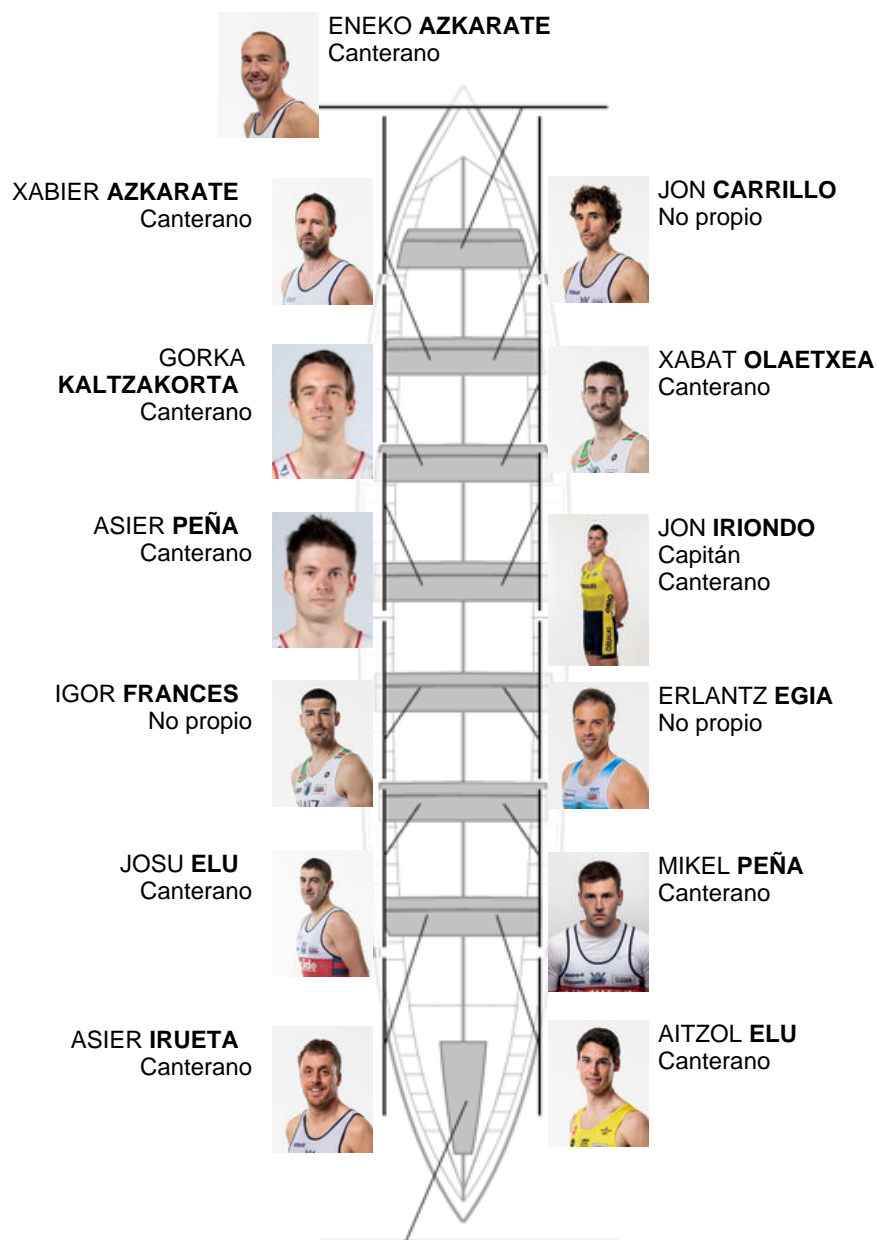 ENEKO AZKARATE
Canterano
XABIER AZKARATE
Canterano
JON CARRILLO
No propio
GORKA
KALTZAKORTA
Canterano
XABAT OLAETXEA
Canterano
ASIER PEÑA
Canterano
JON IRIONDO
Capitán
Canterano
IGOR FRANCES
No propio
ERLANTZ EGIA
No propio
JOSU ELU
Canterano
MIKEL PEÑA
Canterano
ASIER IRUETA
Canterano
AITZOL ELU
Canterano